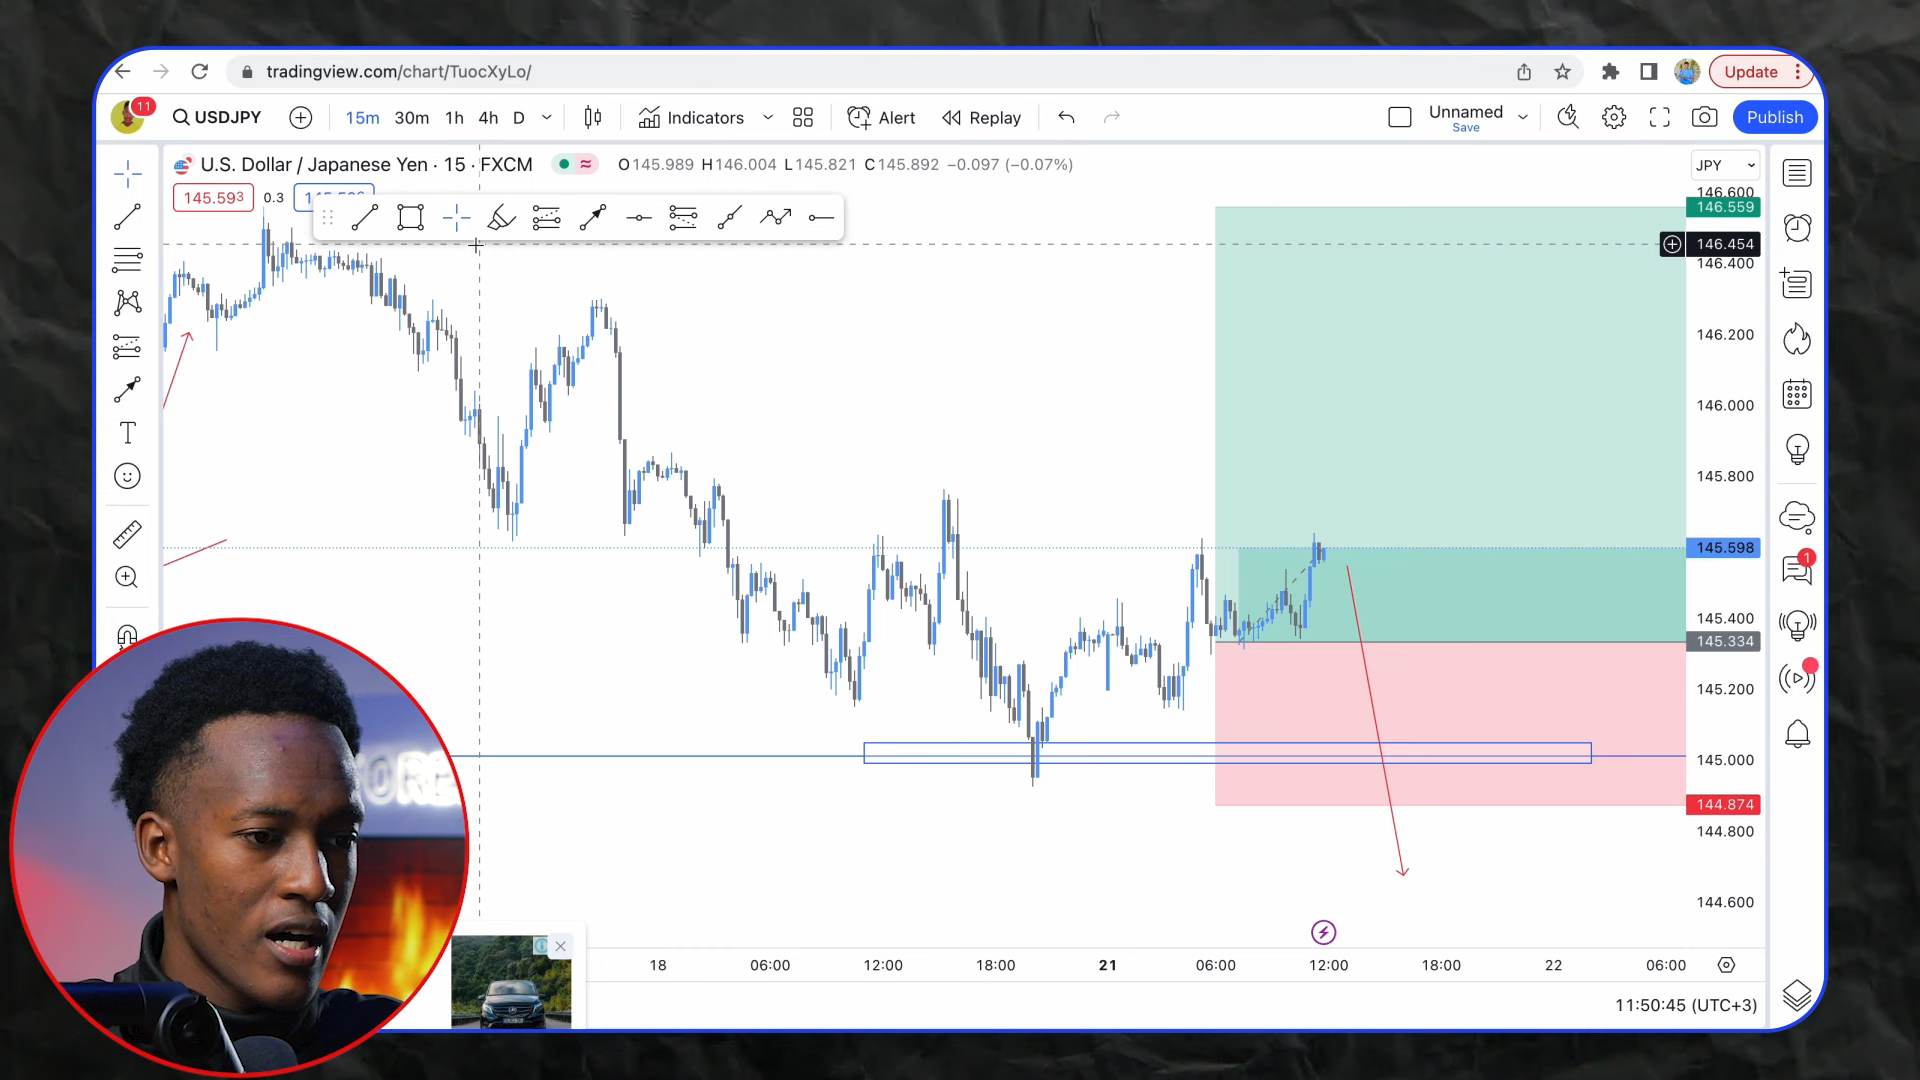 tradingview.com/chart/TuocXyLo/
Update
11
USDJPY
15m 30m 1h 4h D
Indicators
Alert
Replay
Unnamed
Save
Publish
U.S. Dollar / Japanese Yen · 15 · FXCM
O145.989 H146.004 L145.821 C145.892 −0.097 (−0.07%)
JPY
145.593
0.3
146.600
146.559
146.454
146.400
146.200
146.000
145.800
145.598
145.400
145.334
145.200
145.000
144.874
144.800
144.600
1
18 06:00 12:00 18:00 21 06:00 12:00 18:00 22 06:00
11:50:45 (UTC+3)